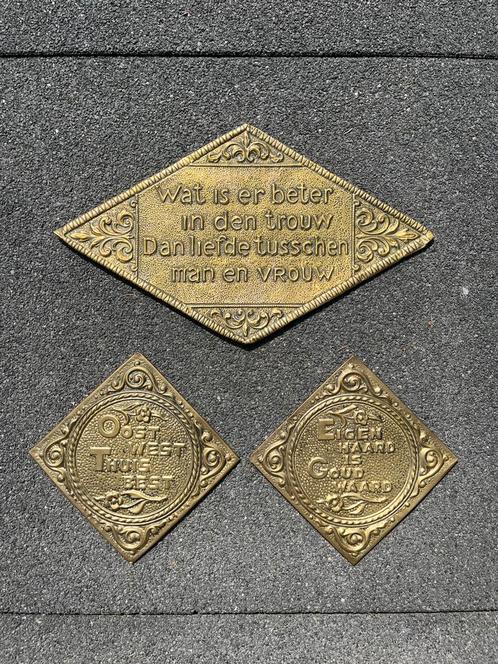 Wat is er beter
in den trouw
Dan liefde tusschen
man en VROUW
OOST
WEST
THUIS
BEST
EIGEN
HAARD
IS
GOUD
WAARD